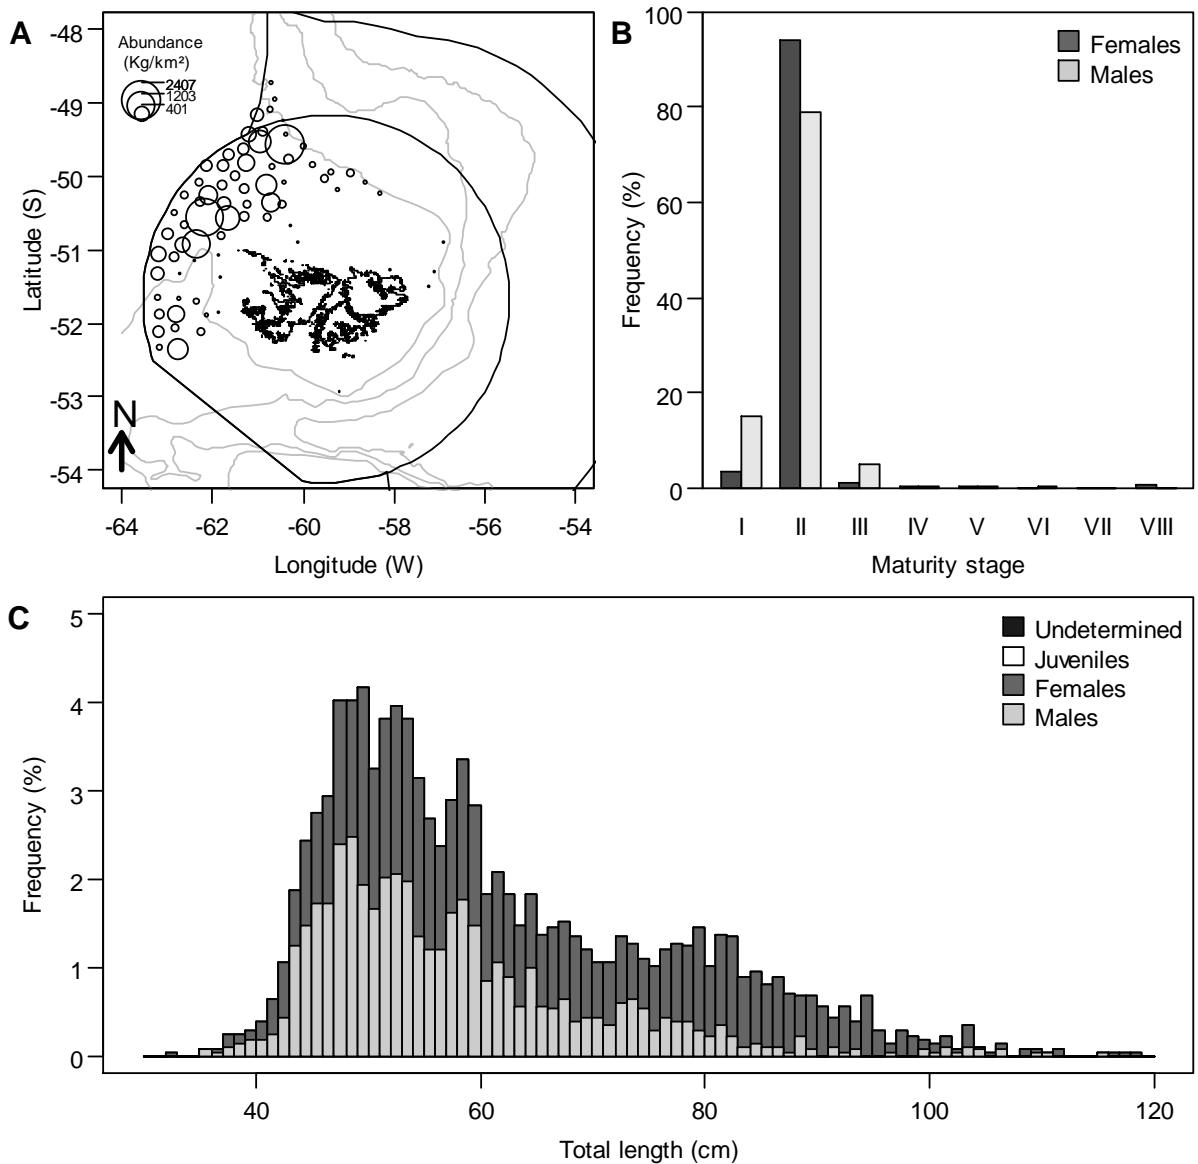 A
Abundance
(Kg/km²)
2407
1203
401
-48
-49
-50
-51
-52
-53
-54
Latitude (S)
N
-64
-62
-60
-58
-56
-54
Longitude (W)
B
100
80
60
40
20
0
Frequency (%)
Females
Males
I II III IV V VI VII VIII
Maturity stage
C
5
4
3
2
1
0
Frequency (%)
Undetermined
Juveniles
Females
Males
40 60 80 100 120
Total length (cm)